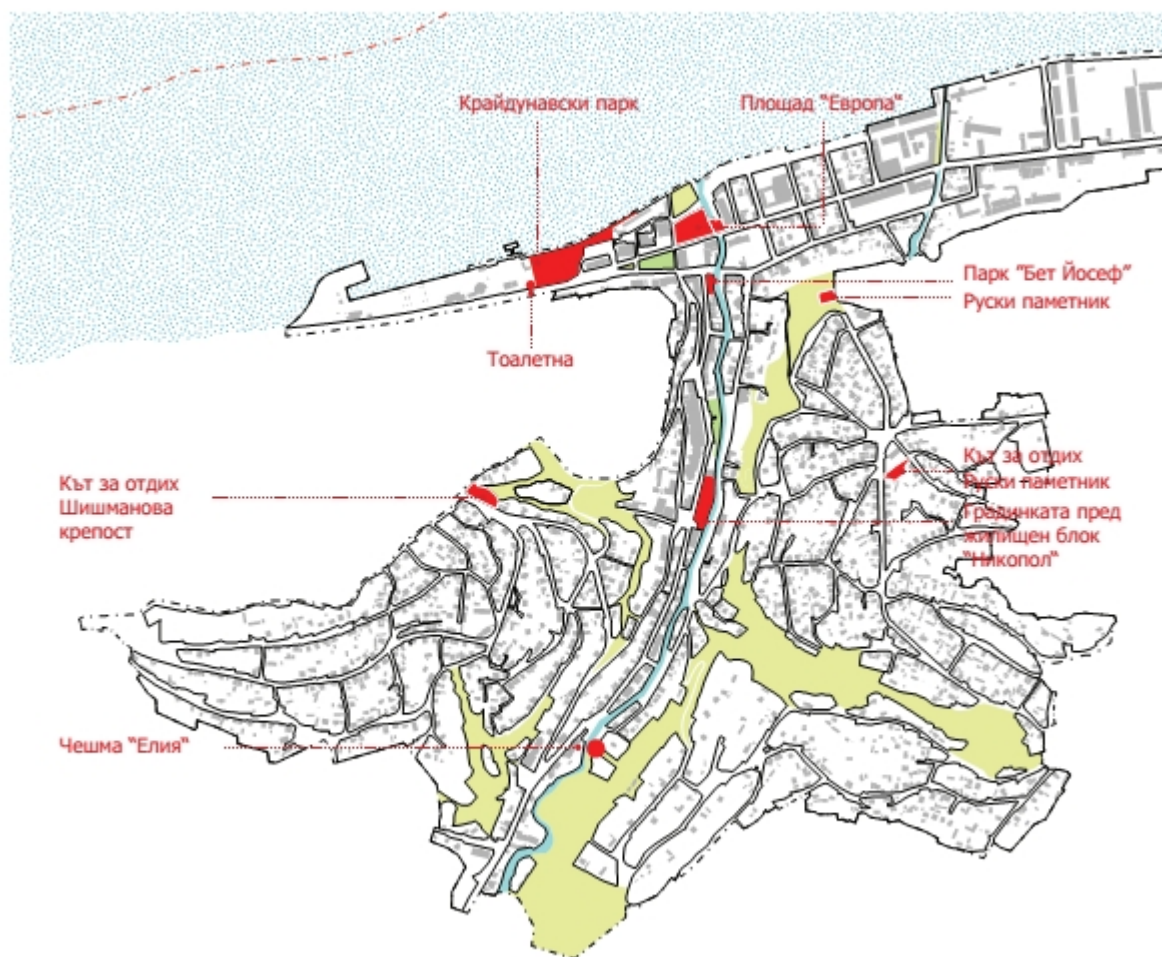 Крайдунавски парк
Площад "Европа"
Парк "Бет Йосеф"
Руски паметник
Тоалетна
Кът за отдих
Шишманова
крепост
Кът за отдих
Руски паметник
Градинката пред
жилищен блок
"Никопол"
Чешма "Елия"